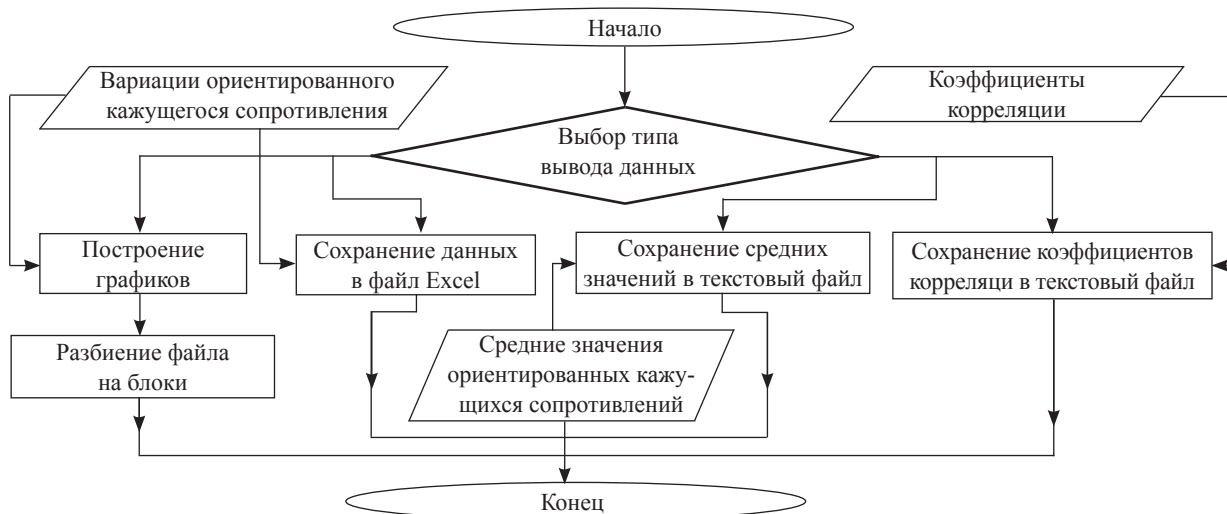 Начало
Вариации ориентированного
кажущегося сопротивления
Коэффициенты
корреляции
Выбор типа
вывода данных
Построение
графиков
Сохранение данных
в файл Excel
Сохранение средних
значений в текстовый файл
Сохранение коэффициентов
корреляци в текстовый файл
Разбиение файла
на блоки
Средние значения
ориентированных кажу-
щихся сопротивлений
Конец